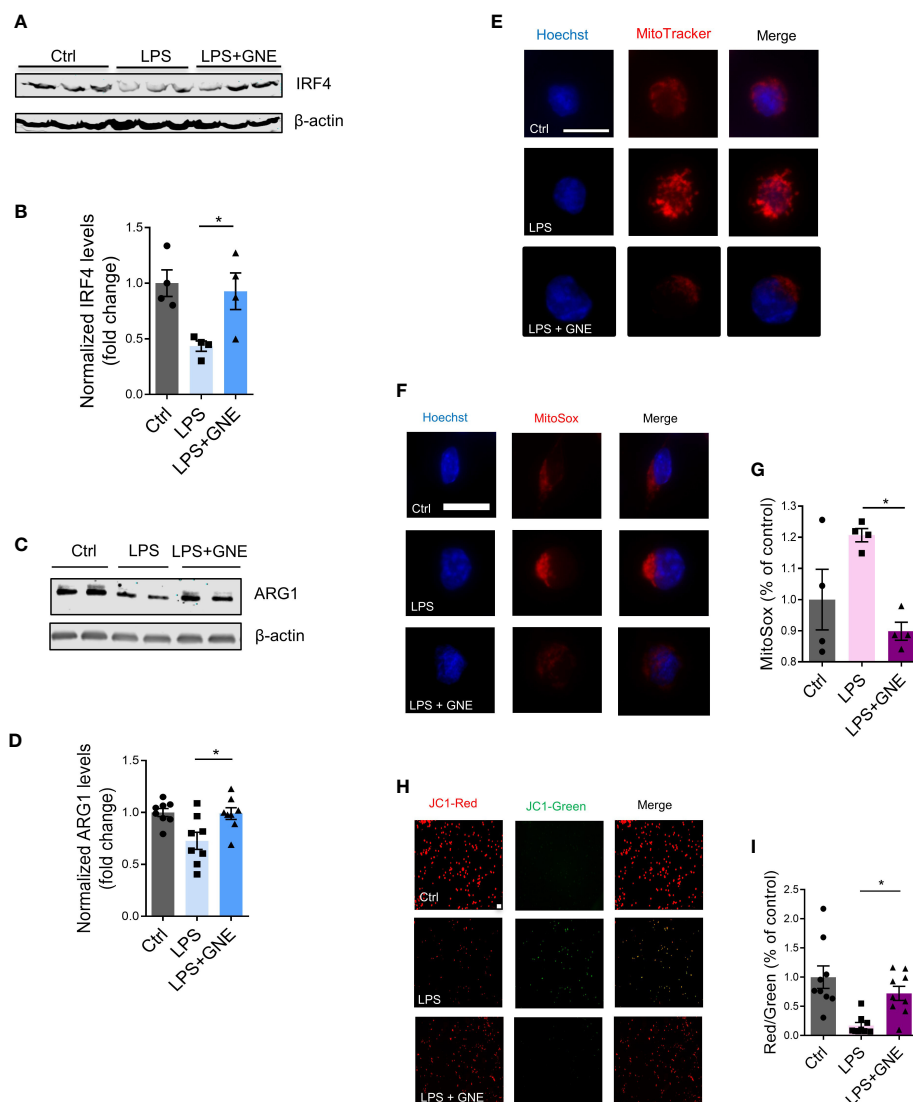 A
Ctrl LPS LPS+GNE
IRF4
β-actin
B
Normalized IRF4 levels
(fold change)
1.5
1.0
0.5
0.0
*
Ctrl
LPS
LPS+GNE
C
Ctrl LPS LPS+GNE
ARG1
β-actin
D
Normalized ARG1 levels
(fold change)
1.5
1.0
0.5
0.0
*
Ctrl
LPS
LPS+GNE
E
Hoechst MitoTracker Merge
Ctrl
LPS
LPS + GNE
F
Hoechst MitoSox Merge
Ctrl
LPS
LPS + GNE
G
MitoSox (% of control)
1.3
1.2
1.1
1.0
0.9
0.8
*
Ctrl
LPS
LPS+GNE
H
JC1-Red JC1-Green Merge
Ctrl
LPS
LPS + GNE
I
Red/Green (% of control)
2.5
2.0
1.5
1.0
0.5
0.0
*
Ctrl
LPS
LPS+GNE